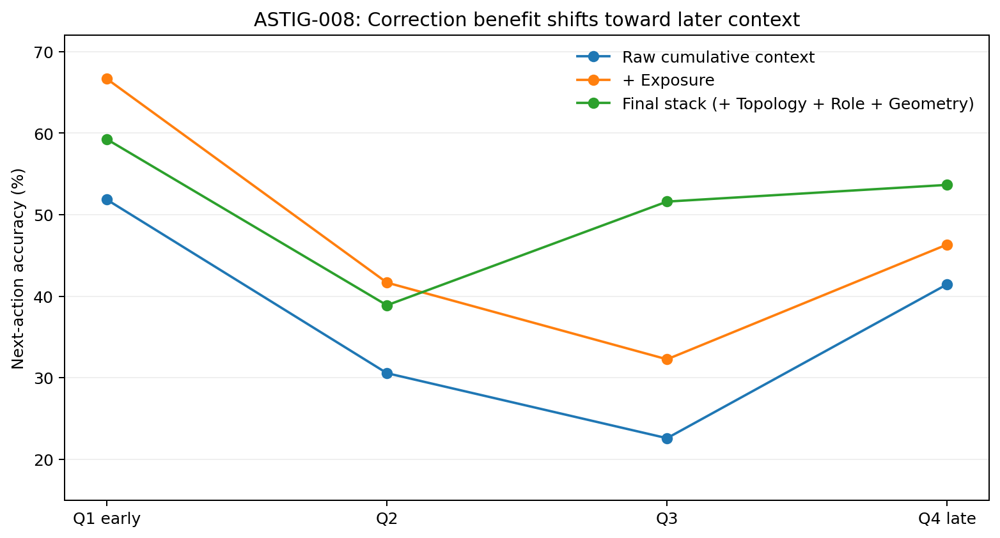 ASTIG-008: Correction benefit shifts toward later context
Raw cumulative context
+ Exposure
Final stack (+ Topology + Role + Geometry)
Next-action accuracy (%)
70
60
50
40
30
20
Q1 early
Q2
Q3
Q4 late